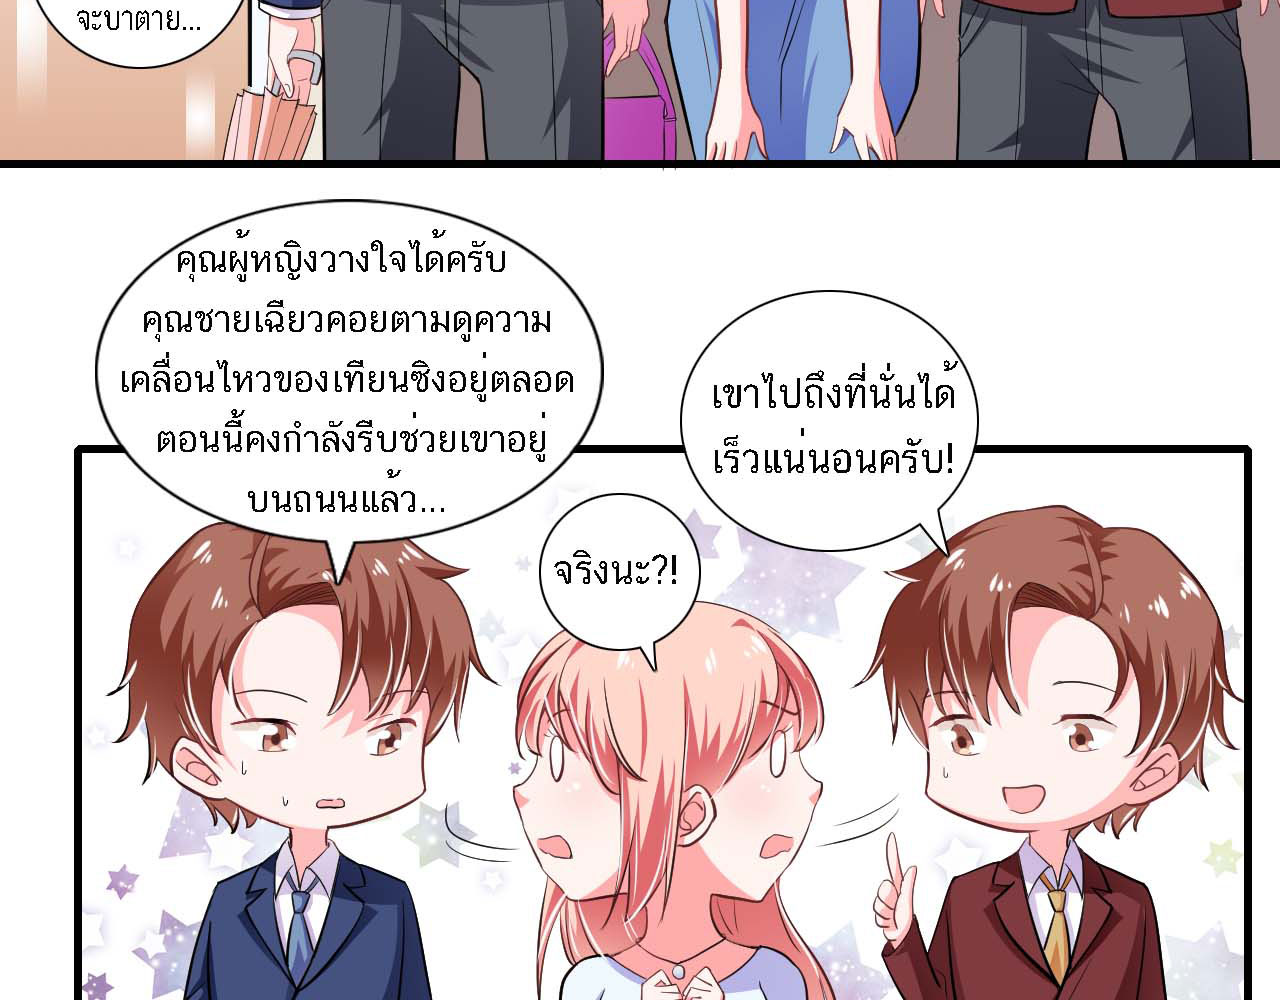 จะบาตาย...
คุณผู้หญิงวางใจได้ครับ
คุณชายเฉียวคอยตามดูความ
เคลื่อนไหวของเทียนซิงอยู่ตลอด
ตอนนี้คงกำลังรีบช่วยเขาอยู่
บนถนนแล้ว...
เขาไปถึงที่นั่นได้
เร็วแน่นอนครับ!
จริงนะ?!